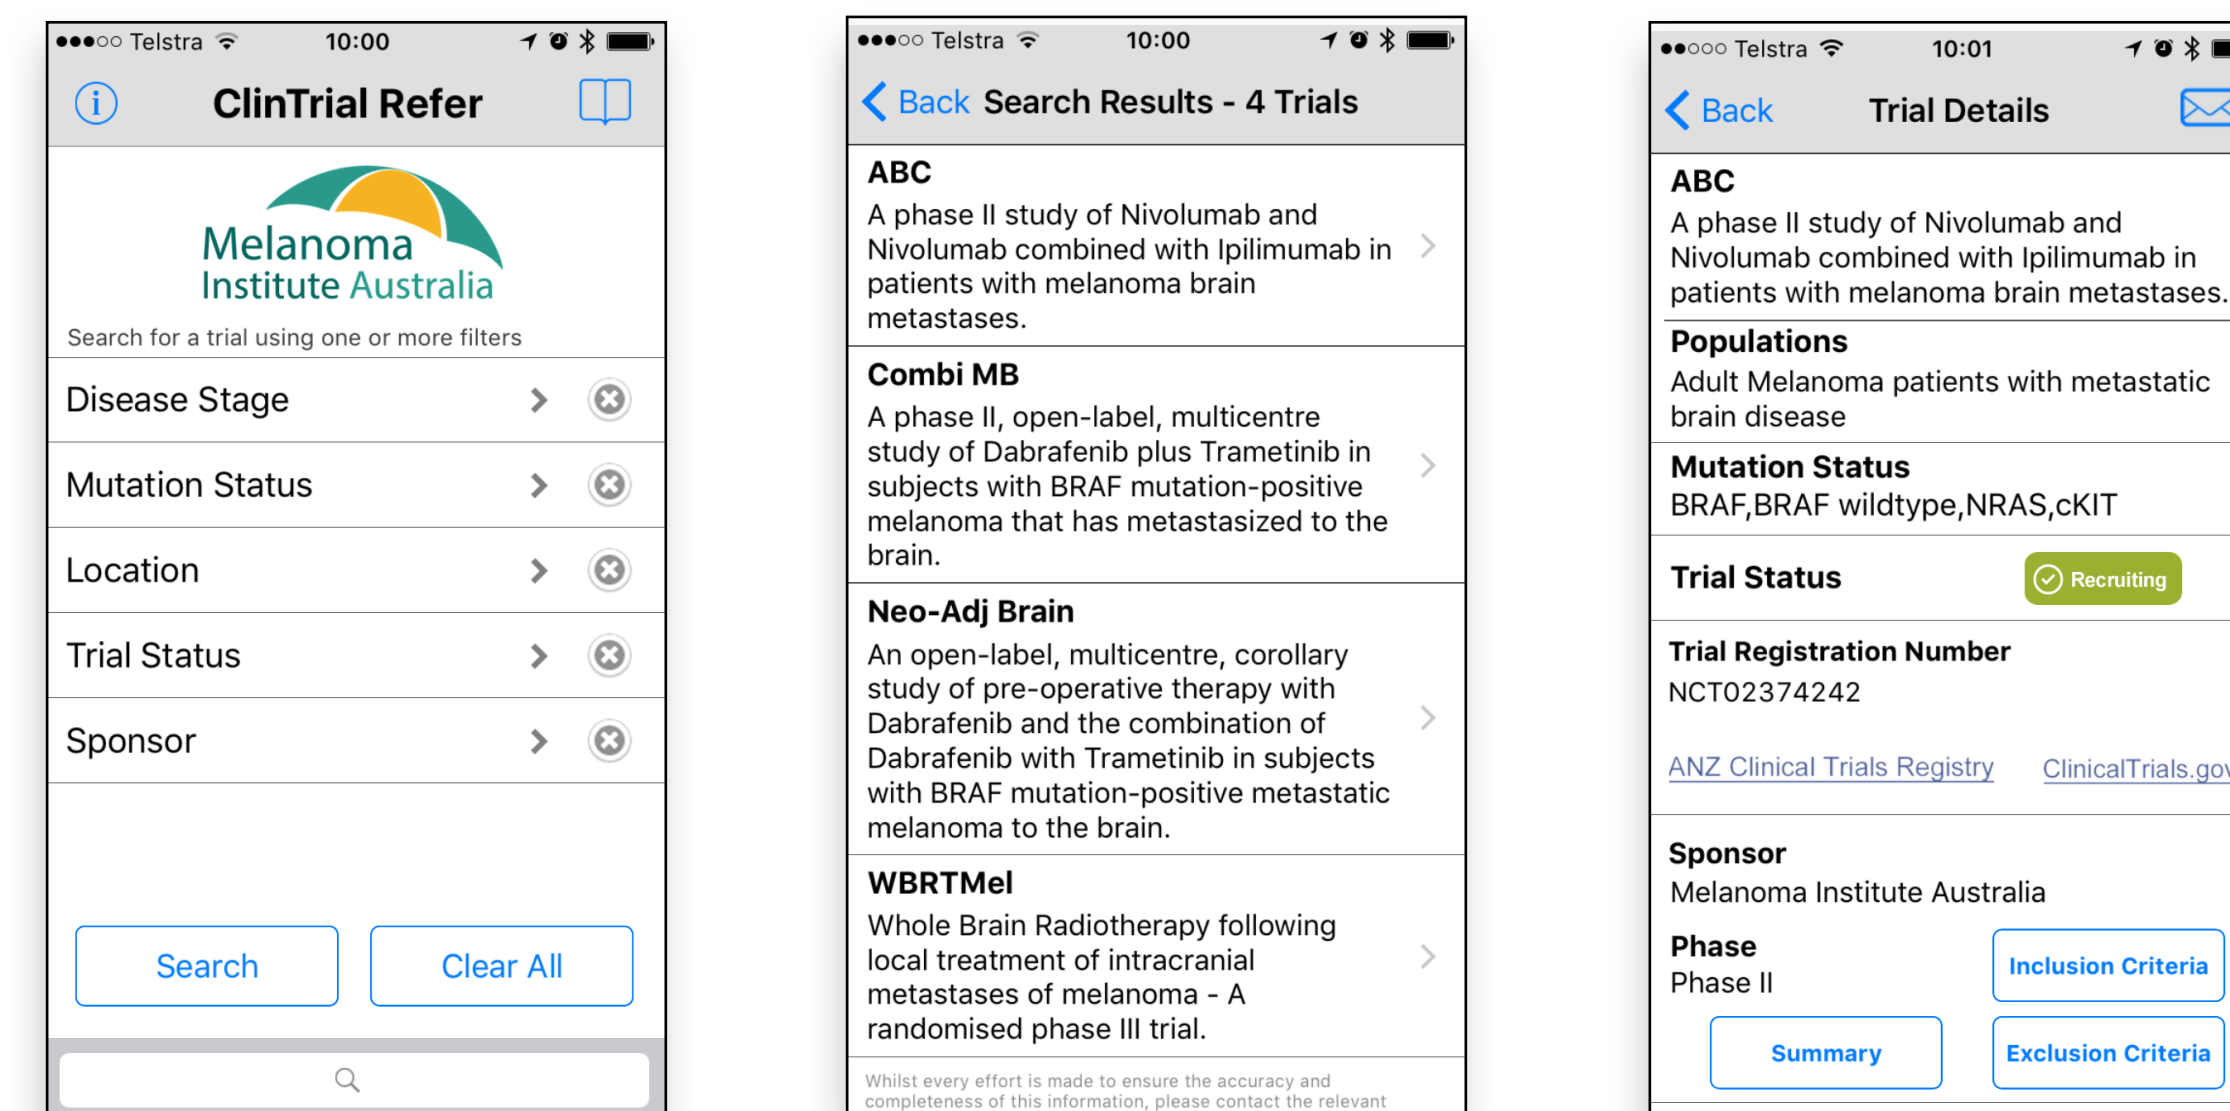 Telstra 10:00
ClinTrial Refer
Melanoma
Institute Australia
Search for a trial using one or more filters
Disease Stage
Mutation Status
Location
Trial Status
Sponsor
Search Clear All
Telstra 10:00
Back Search Results - 4 Trials
ABC
A phase II study of Nivolumab and
Nivolumab combined with Ipilimumab in
patients with melanoma brain
metastases.
Combi MB
A phase II, open-label, multicentre
study of Dabrafenib plus Trametinib in
subjects with BRAF mutation-positive
melanoma that has metastasized to the
brain.
Neo-Adj Brain
An open-label, multicentre, corollary
study of pre-operative therapy with
Dabrafenib and the combination of
Dabrafenib with Trametinib in subjects
with BRAF mutation-positive metastatic
melanoma to the brain.
WBRTMel
Whole Brain Radiotherapy following
local treatment of intracranial
metastases of melanoma - A
randomised phase III trial.
Whilst every effort is made to ensure the accuracy and
completeness of this information, please contact the relevant
Telstra 10:01
Back Trial Details
ABC
A phase II study of Nivolumab and
Nivolumab combined with Ipilimumab in
patients with melanoma brain metastases.
Populations
Adult Melanoma patients with metastatic
brain disease
Mutation Status
BRAF,BRAF wildtype,NRAS,cKIT
Trial Status Recruiting
Trial Registration Number
NCT02374242
ANZ Clinical Trials Registry ClinicalTrials.gov
Sponsor
Melanoma Institute Australia
Phase
Phase II
Inclusion Criteria
Summary Exclusion Criteria